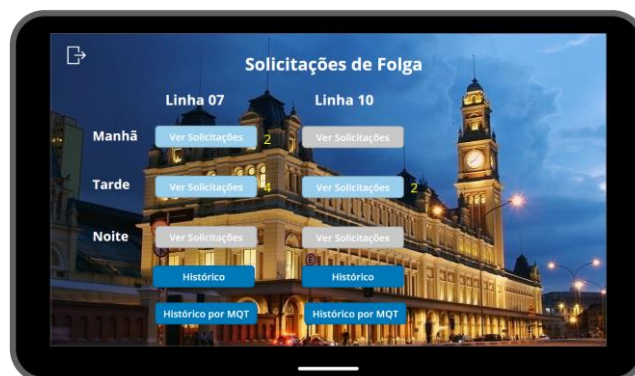 Solicitações de Folga
Linha 07 Linha 10
Manhã Ver Solicitações 2 Ver Solicitações
Tarde Ver Solicitações 4 Ver Solicitações 2
Noite Ver Solicitações Ver Solicitações
Histórico Histórico
Histórico por MQT Histórico por MQT